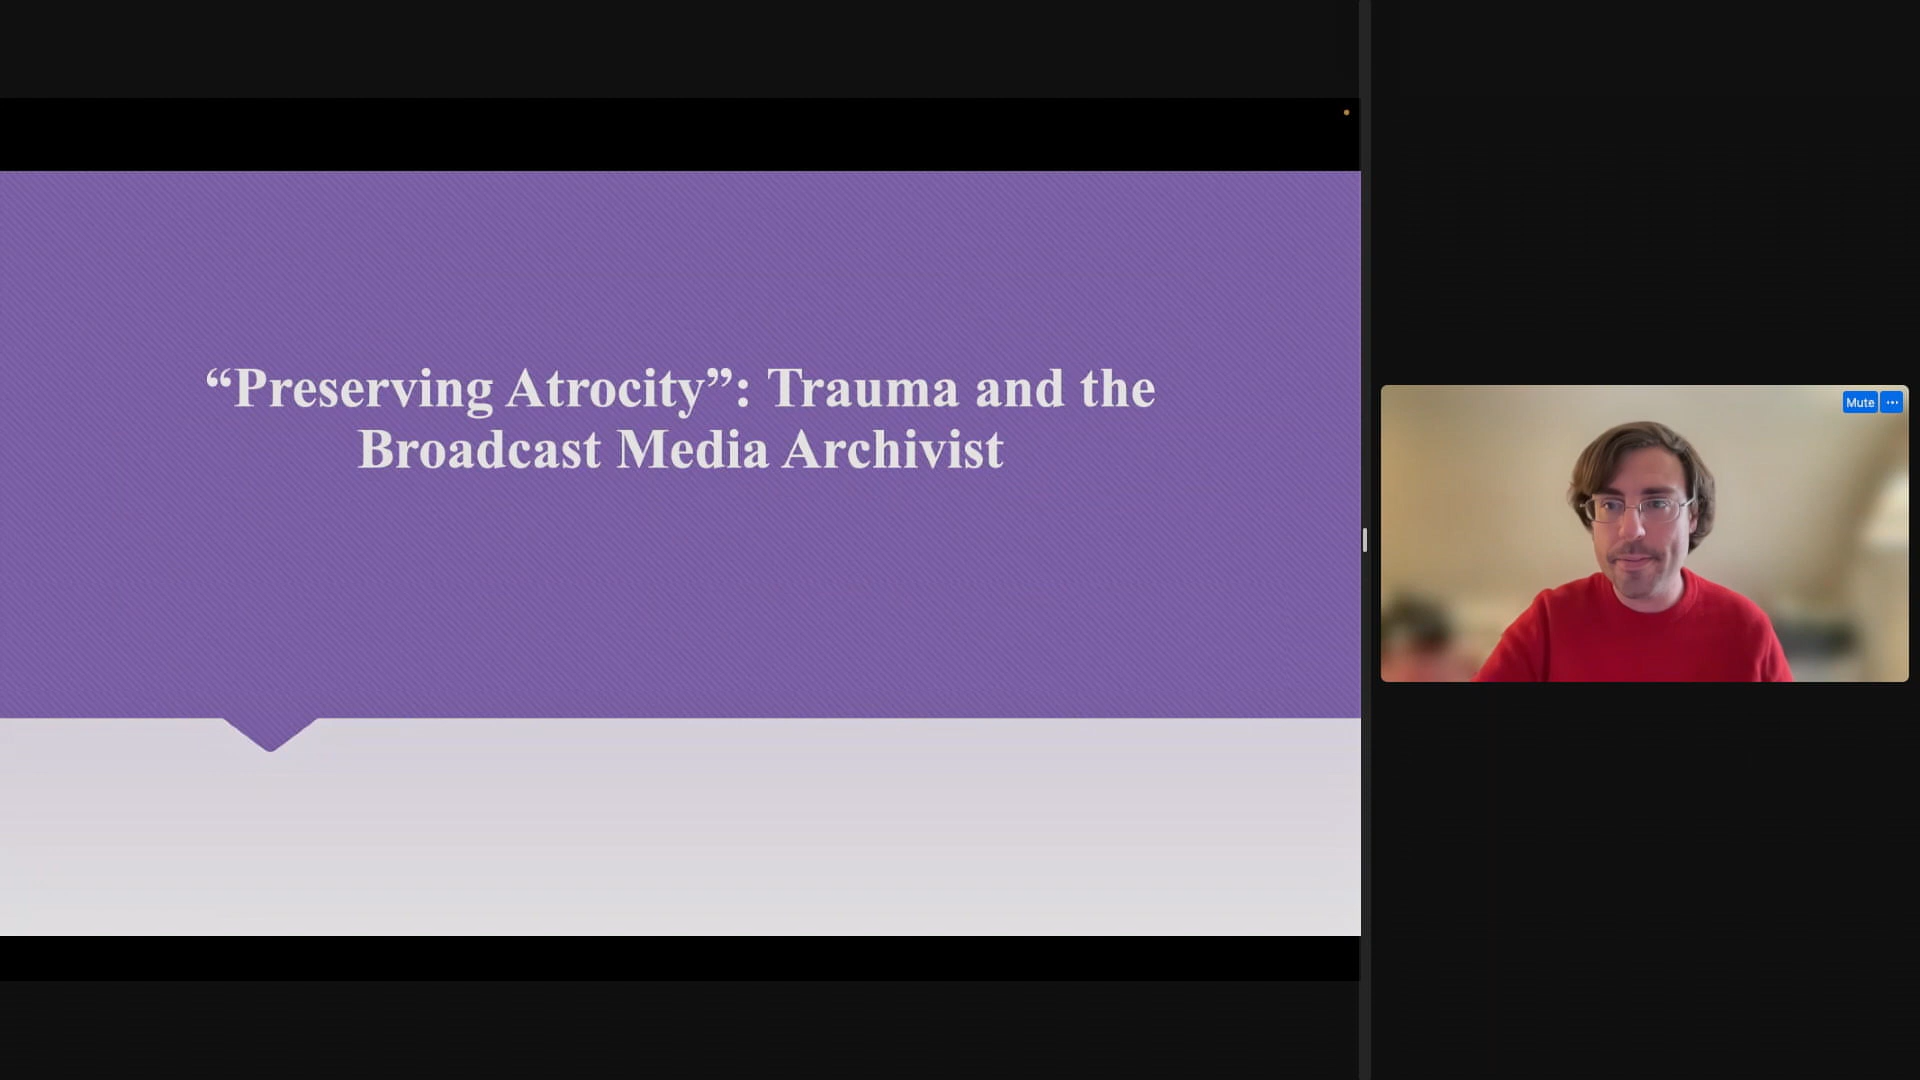 “Preserving Atrocity”: Trauma and the
Broadcast Media Archivist
Mute